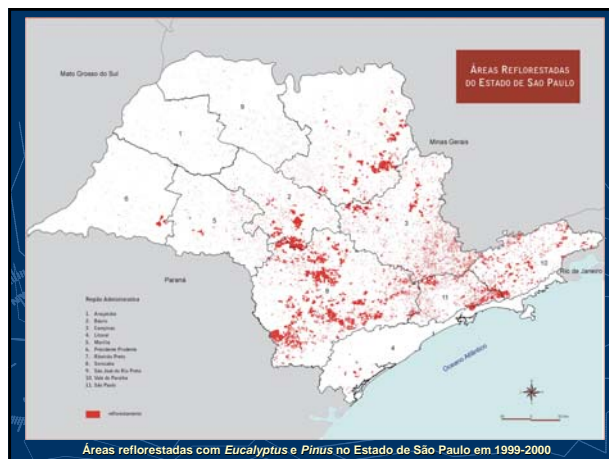 ÁREAS REFLORESTADAS
DO ESTADO DE SÃO PAULO
Mato Grosso do Sul
Minas Gerais
9
7
1
2
6
5
3
10
Rio de Janeiro
Paraná
8
11
4
Oceano Atlântico
Região Administrativa
1. Araçatuba
2. Bauru
3. Campinas
4. Litoral
5. Marília
6. Presidente Prudente
7. Ribeirão Preto
8. Sorocaba
9. São José do Rio Preto
10. Vale do Paraíba
11. São Paulo
reflorestamento
Áreas reflorestadas com Eucalyptus e Pinus no Estado de São Paulo em 1999-2000